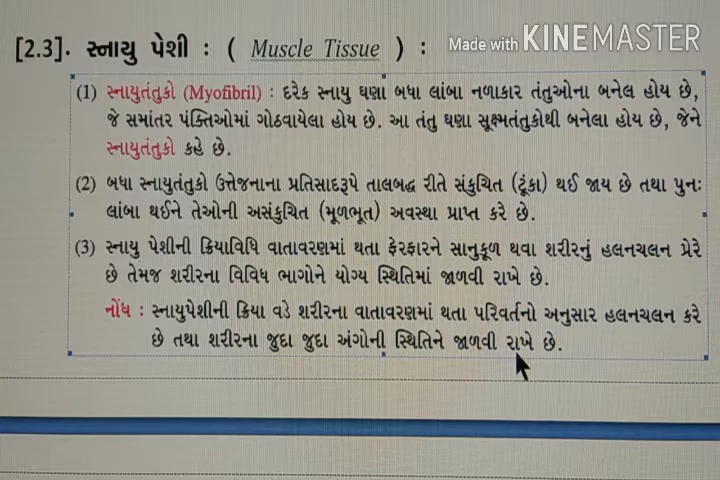 [2.3]. સ્નાયુ પેશી : ( Muscle Tissue ) :
Made with KINEMASTER
(1) સ્નાયુતંતુકો (Myofibril) : દરેક સ્નાયુ ઘણા બધા લાંબા નળાકાર તંતુઓના બનેલ હોય છે,
જે સમાંતર પંક્તિઓમાં ગોઠવાયેલા હોય છે. આ તંતુ ઘણા સૂક્ષ્મતંતુકોથી બનેલા હોય છે, જેને
સ્નાયુતંતુકો કહે છે.
(2) બધા સ્નાયુતંતુકો ઉત્તેજનાના પ્રતિસાદરૂપે તાલબદ્ધ રીતે સંકુચિત (ટૂંકા) થઈ જાય છે તથા પુનઃ
લાંબા થઈને તેઓની અસંકુચિત (મૂળભૂત) અવસ્થા પ્રાપ્ત કરે છે.
(3) સ્નાયુ પેશીની ક્રિયાવિધિ વાતાવરણમાં થતા ફેરફારને સાનુકૂળ થવા શરીરનું હલનચલન પ્રેરે
છે તેમજ શરીરના વિવિધ ભાગોને યોગ્ય સ્થિતિમાં જાળવી રાખે છે.
નોંધ : સ્નાયુપેશીની ક્રિયા વડે શરીરના વાતાવરણમાં થતા પરિવર્તનો અનુસાર હલનચલન કરે
છે તથા શરીરના જુદા જુદા અંગોની સ્થિતિને જાળવી રાખે છે.